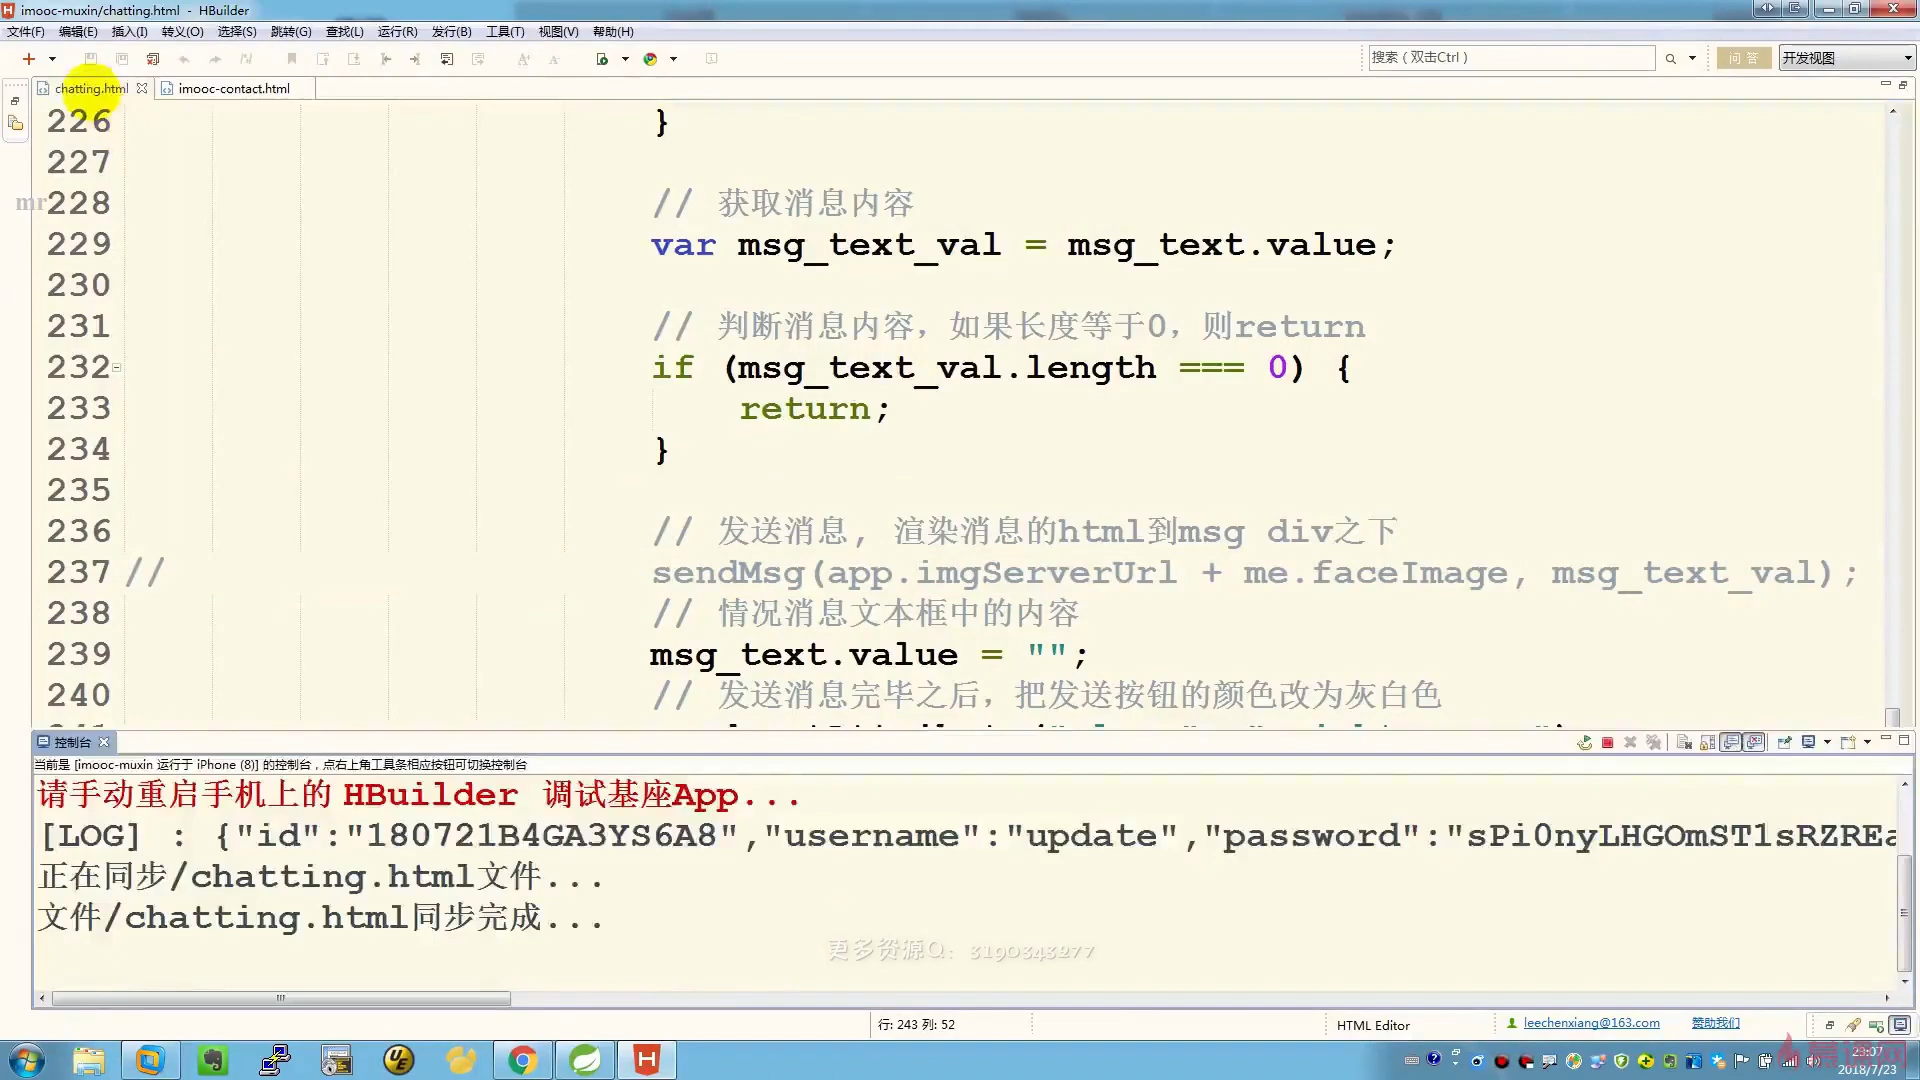 imooc-muxin/chatting.html - HBuilder
文件(F) 编辑(E) 插入(I) 转义(O) 选择(S) 跳转(G) 查找(L) 运行(R) 发行(B) 工具(T) 视图(V) 帮助(H)
搜索（双击Ctrl）
问 答
开发视图
chatting.html
imooc-contact.html
226 }
227
228 // 获取消息内容
229 var msg_text_val = msg_text.value;
230
231 // 判断消息内容，如果长度等于0，则return
232 if (msg_text_val.length === 0) {
233 return;
234 }
235
236 // 发送消息, 渲染消息的html到msg div之下
237 // sendMsg(app.imgServerUrl + me.faceImage, msg_text_val);
238 // 情况消息文本框中的内容
239 msg_text.value = "";
240 // 发送消息完毕之后，把发送按钮的颜色改为灰白色
控制台
当前是 [imooc-muxin 运行于 iPhone (8)] 的控制台，点右上角工具条相应按钮可切换控制台
请手动重启手机上的 HBuilder 调试基座App...
[LOG] : {"id":"180721B4GA3YS6A8","username":"update","password":"sPi0nyLHGOmST1sRZREa
正在同步/chatting.html文件...
文件/chatting.html同步完成...
更多资源Q: 3190343277
行: 243 列: 52
HTML Editor
leechenxiang@163.com
赞助我们
23:07
2018/7/23